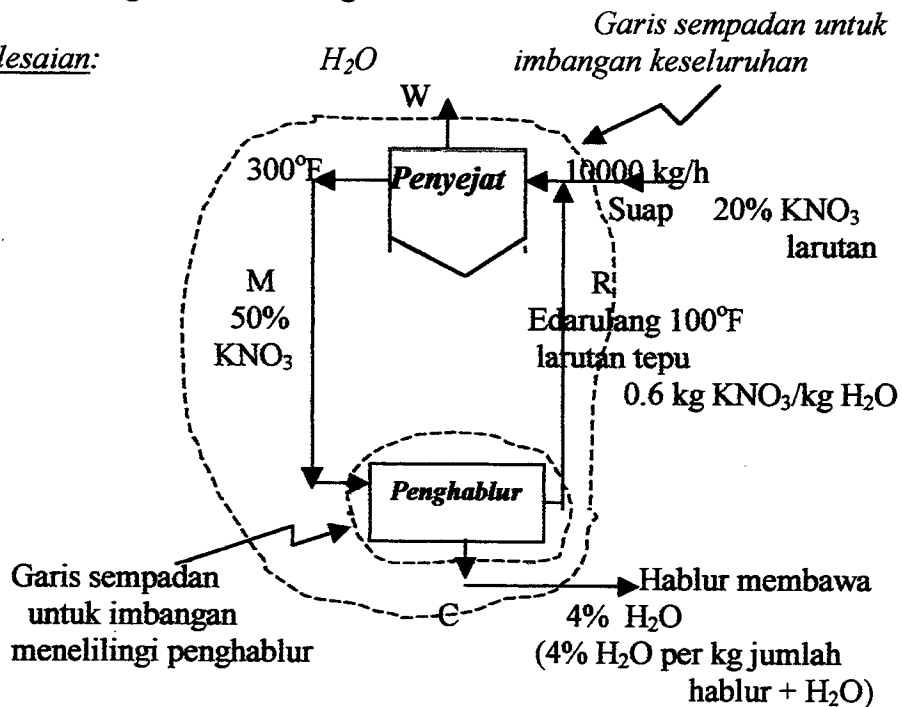 Garis sempadan untuk
lesaian: H₂O imbangan keseluruhan
W
300°F Penyejat 10000 kg/h
Suap 20% KNO₃
larutan
M R
50% Edarulang 100°F
KNO₃ larutan tepu
0.6 kg KNO₃/kg H₂O
Penghablur
Garis sempadan Hablur membawa
untuk imbangan C 4% H₂O
menelilingi penghablur (4% H₂O per kg jumlah
hablur + H₂O)